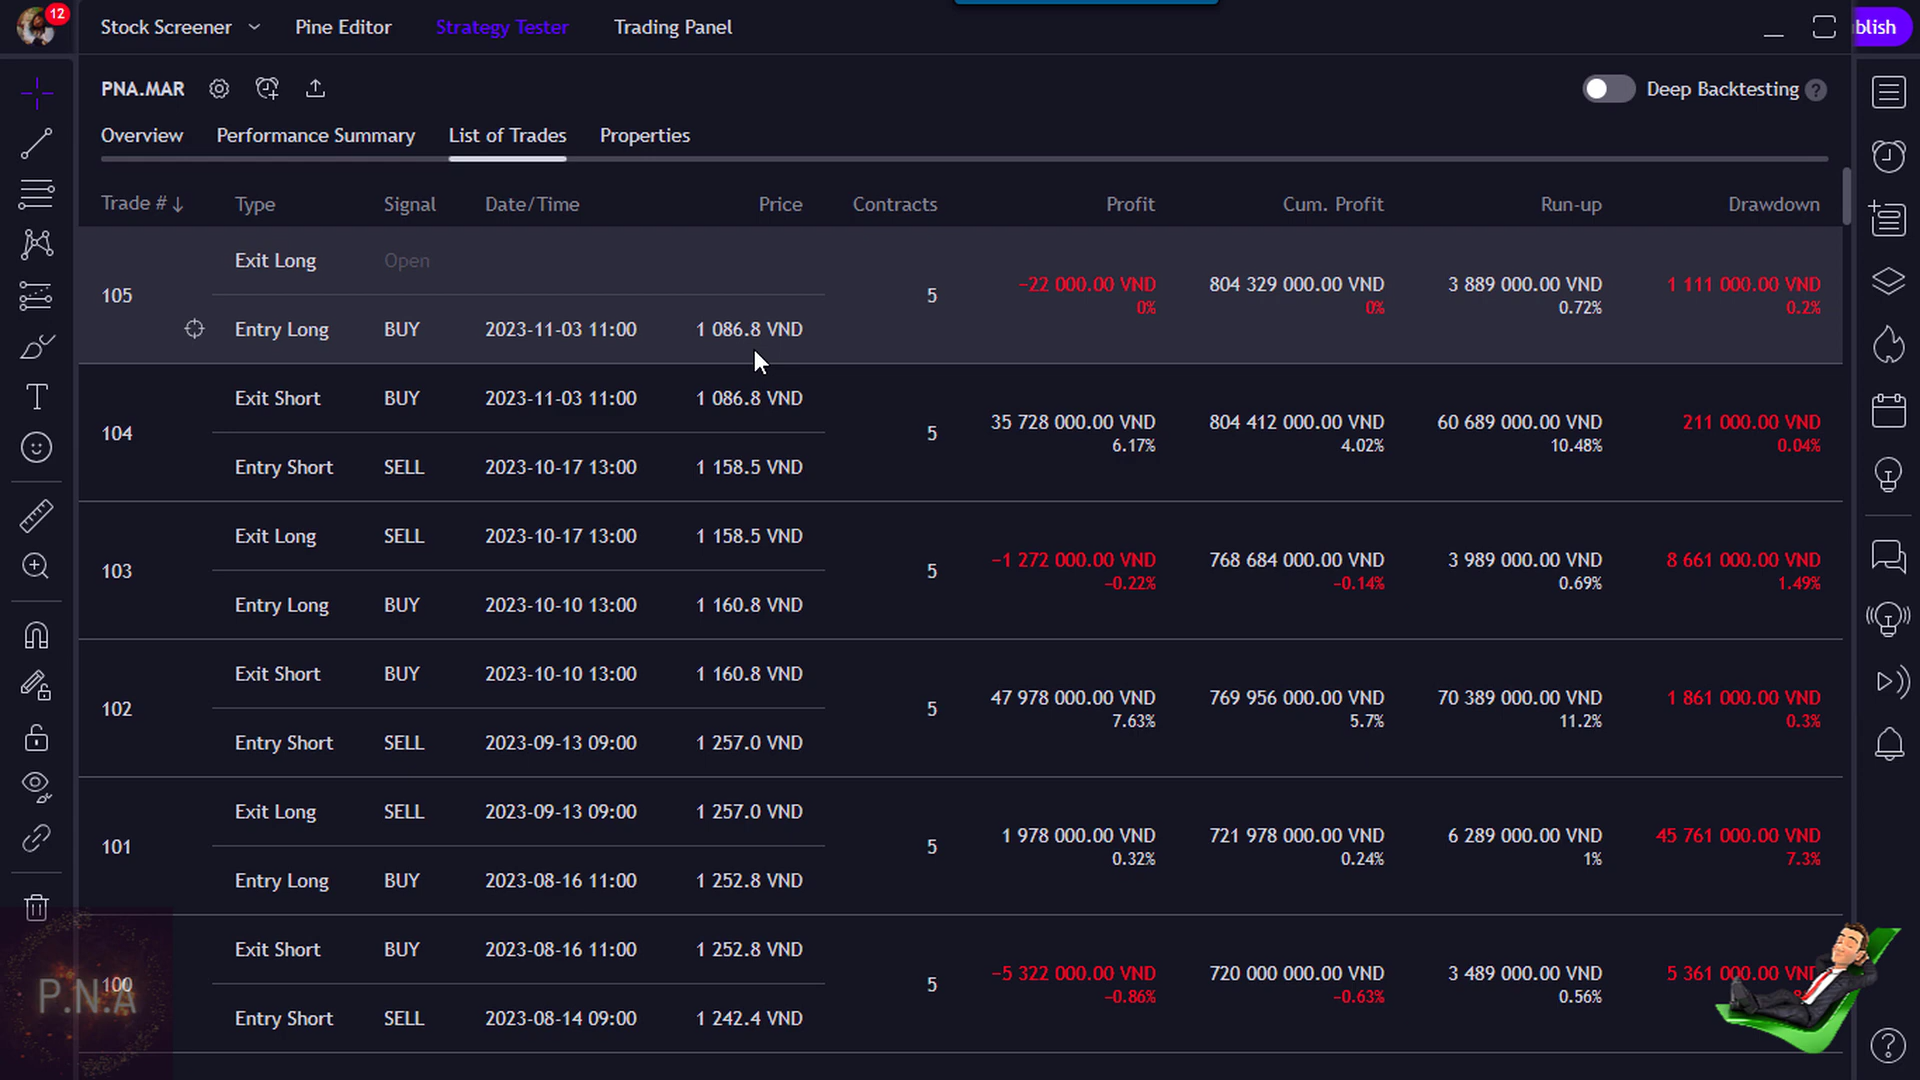 12
Stock Screener
Pine Editor
Strategy Tester
Trading Panel
blish
PNA.MAR
Deep Backtesting ?
Overview
Performance Summary
List of Trades
Properties
Trade # ↓ Type Signal Date/Time Price Contracts Profit Cum. Profit Run-up Drawdown
Exit Long Open
105 5 −22 000.00 VND 804 329 000.00 VND 3 889 000.00 VND 1 111 000.00 VND
0% 0% 0.72% 0.2%
Entry Long BUY 2023-11-03 11:00 1 086.8 VND
Exit Short BUY 2023-11-03 11:00 1 086.8 VND
104 5 35 728 000.00 VND 804 412 000.00 VND 60 689 000.00 VND 211 000.00 VND
6.17% 4.02% 10.48% 0.04%
Entry Short SELL 2023-10-17 13:00 1 158.5 VND
Exit Long SELL 2023-10-17 13:00 1 158.5 VND
103 5 −1 272 000.00 VND 768 684 000.00 VND 3 989 000.00 VND 8 661 000.00 VND
−0.22% −0.14% 0.69% 1.49%
Entry Long BUY 2023-10-10 13:00 1 160.8 VND
Exit Short BUY 2023-10-10 13:00 1 160.8 VND
102 5 47 978 000.00 VND 769 956 000.00 VND 70 389 000.00 VND 1 861 000.00 VND
7.63% 5.7% 11.2% 0.3%
Entry Short SELL 2023-09-13 09:00 1 257.0 VND
Exit Long SELL 2023-09-13 09:00 1 257.0 VND
101 5 1 978 000.00 VND 721 978 000.00 VND 6 289 000.00 VND 45 761 000.00 VND
0.32% 0.24% 1% 7.3%
Entry Long BUY 2023-08-16 11:00 1 252.8 VND
Exit Short BUY 2023-08-16 11:00 1 252.8 VND
100 5 −5 322 000.00 VND 720 000 000.00 VND 3 489 000.00 VND 5 361 000.00 VND
−0.86% −0.63% 0.56%
Entry Short SELL 2023-08-14 09:00 1 242.4 VND
P.N.A